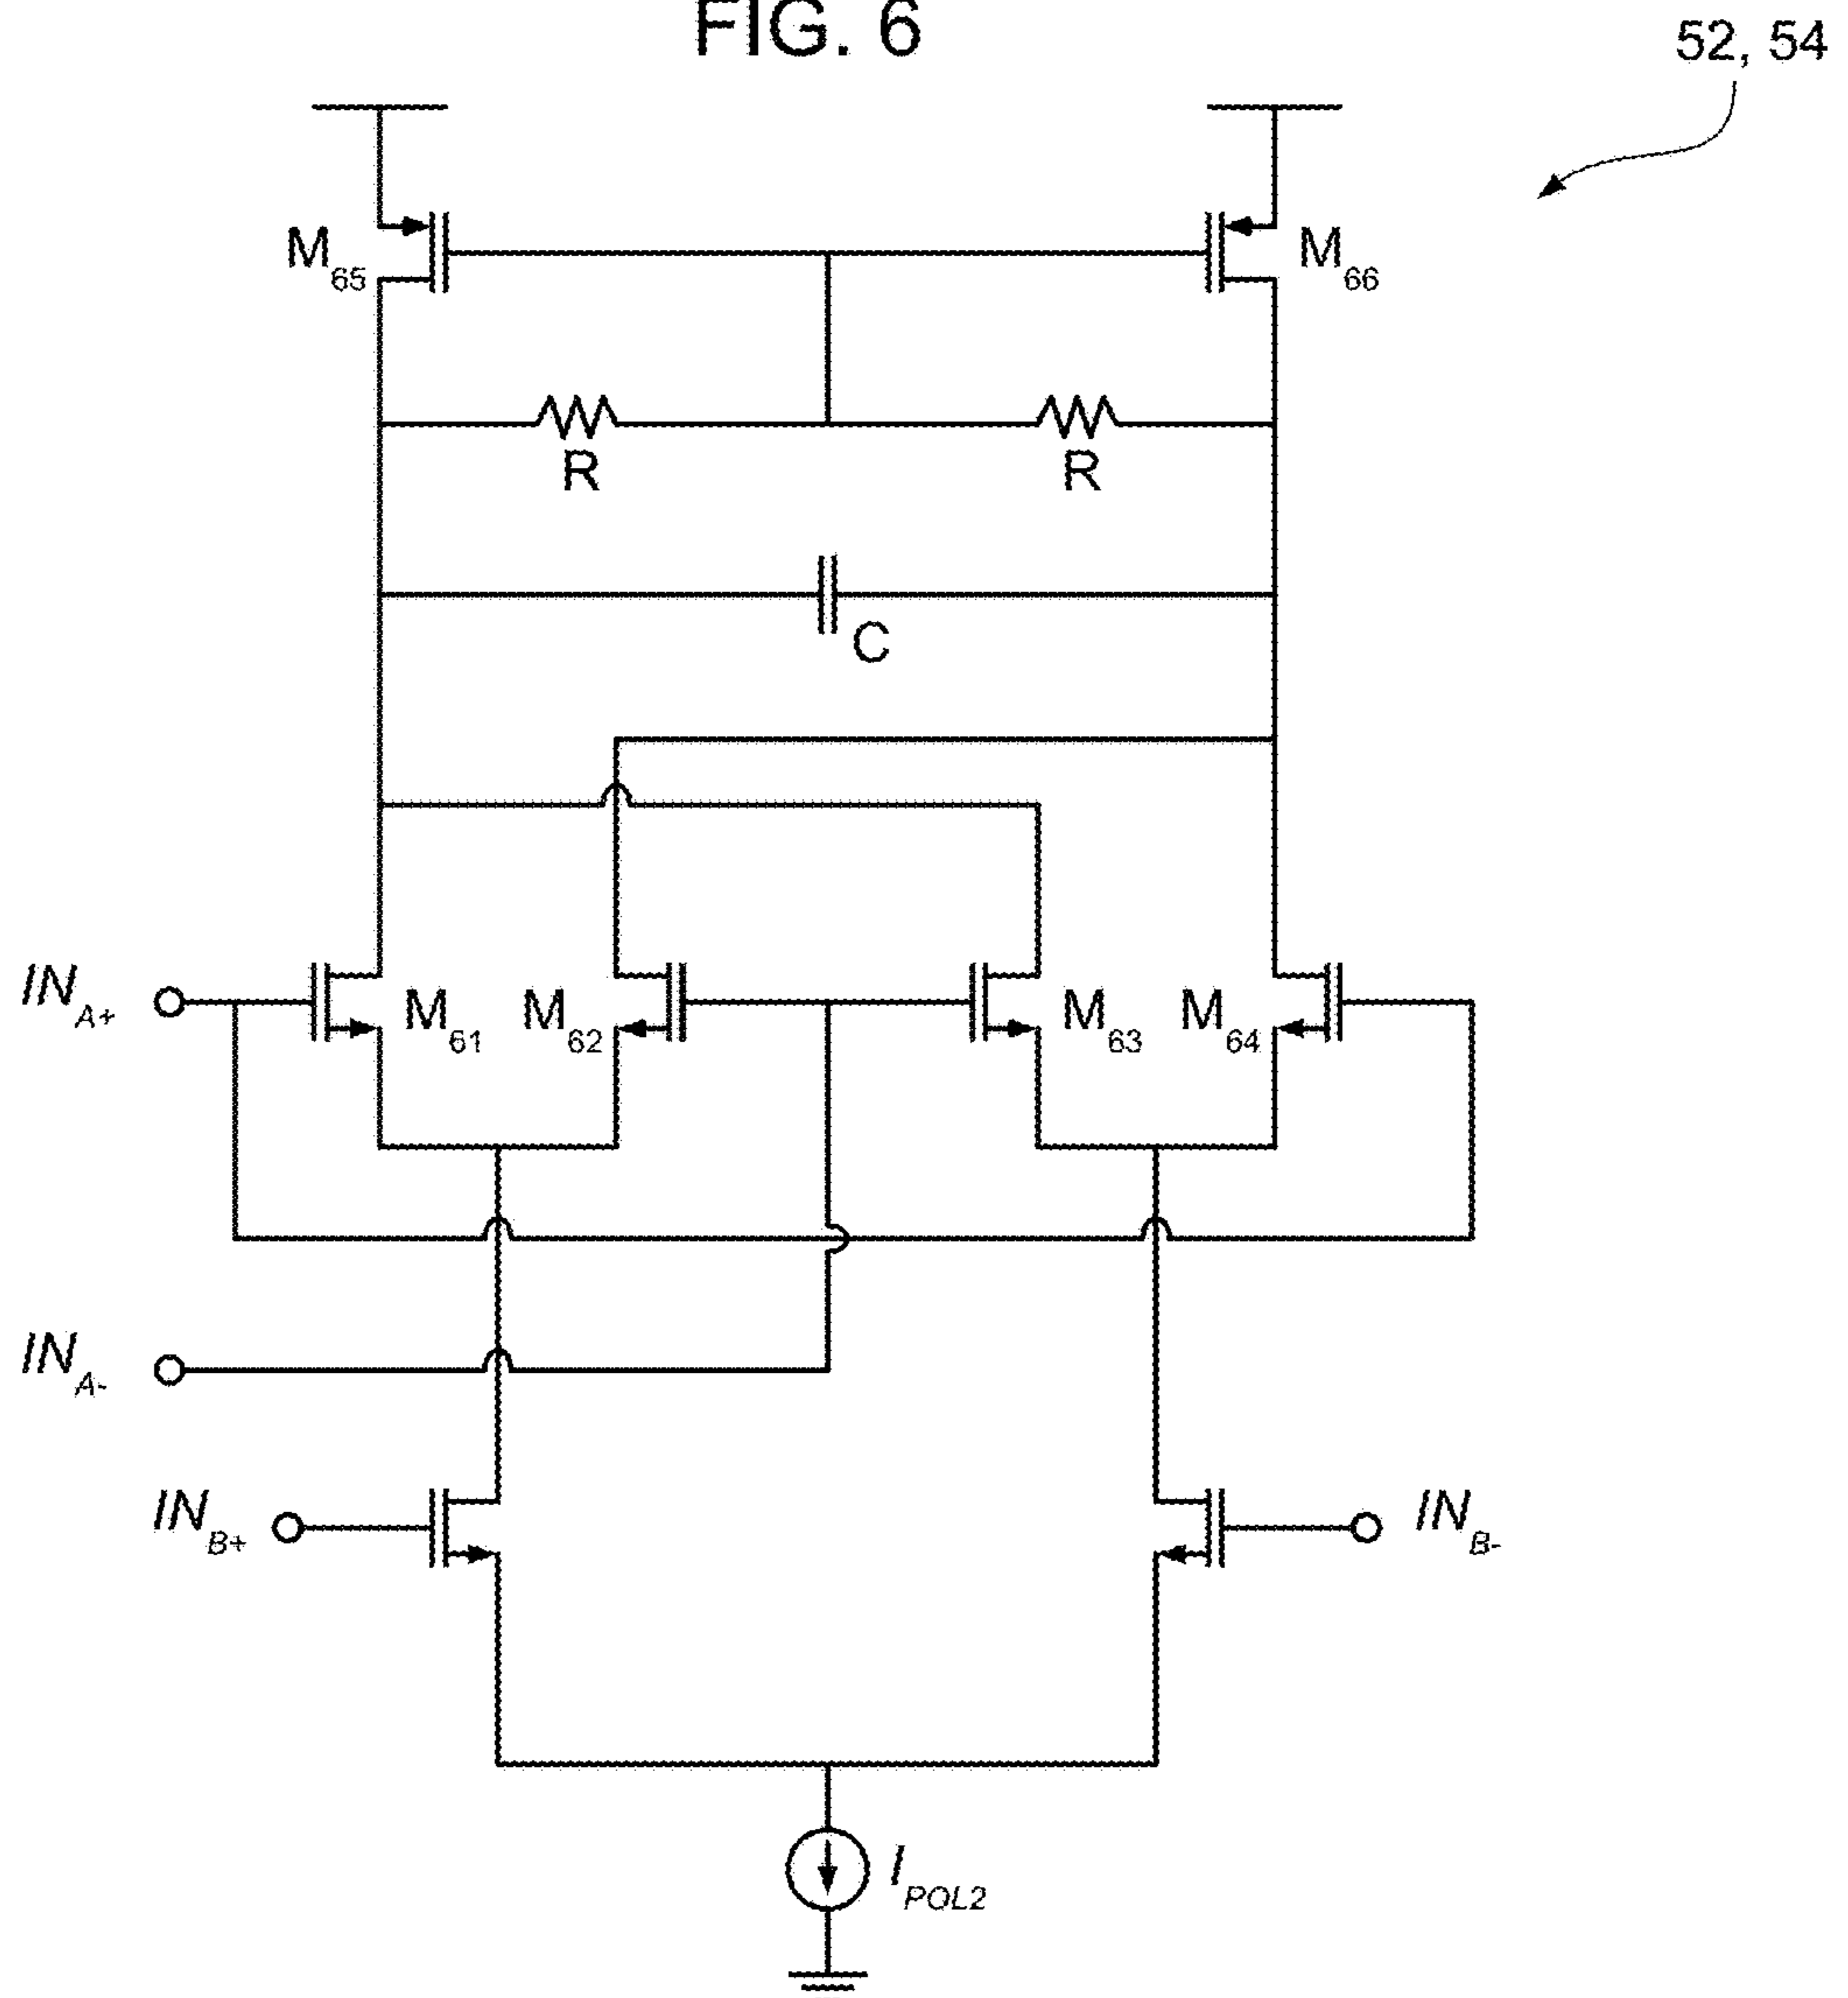 FIG. 6
52, 54
M65
M66
R
R
C
INA+
M61
M62
M63
M64
INA-
INB+
INB-
IPOL2